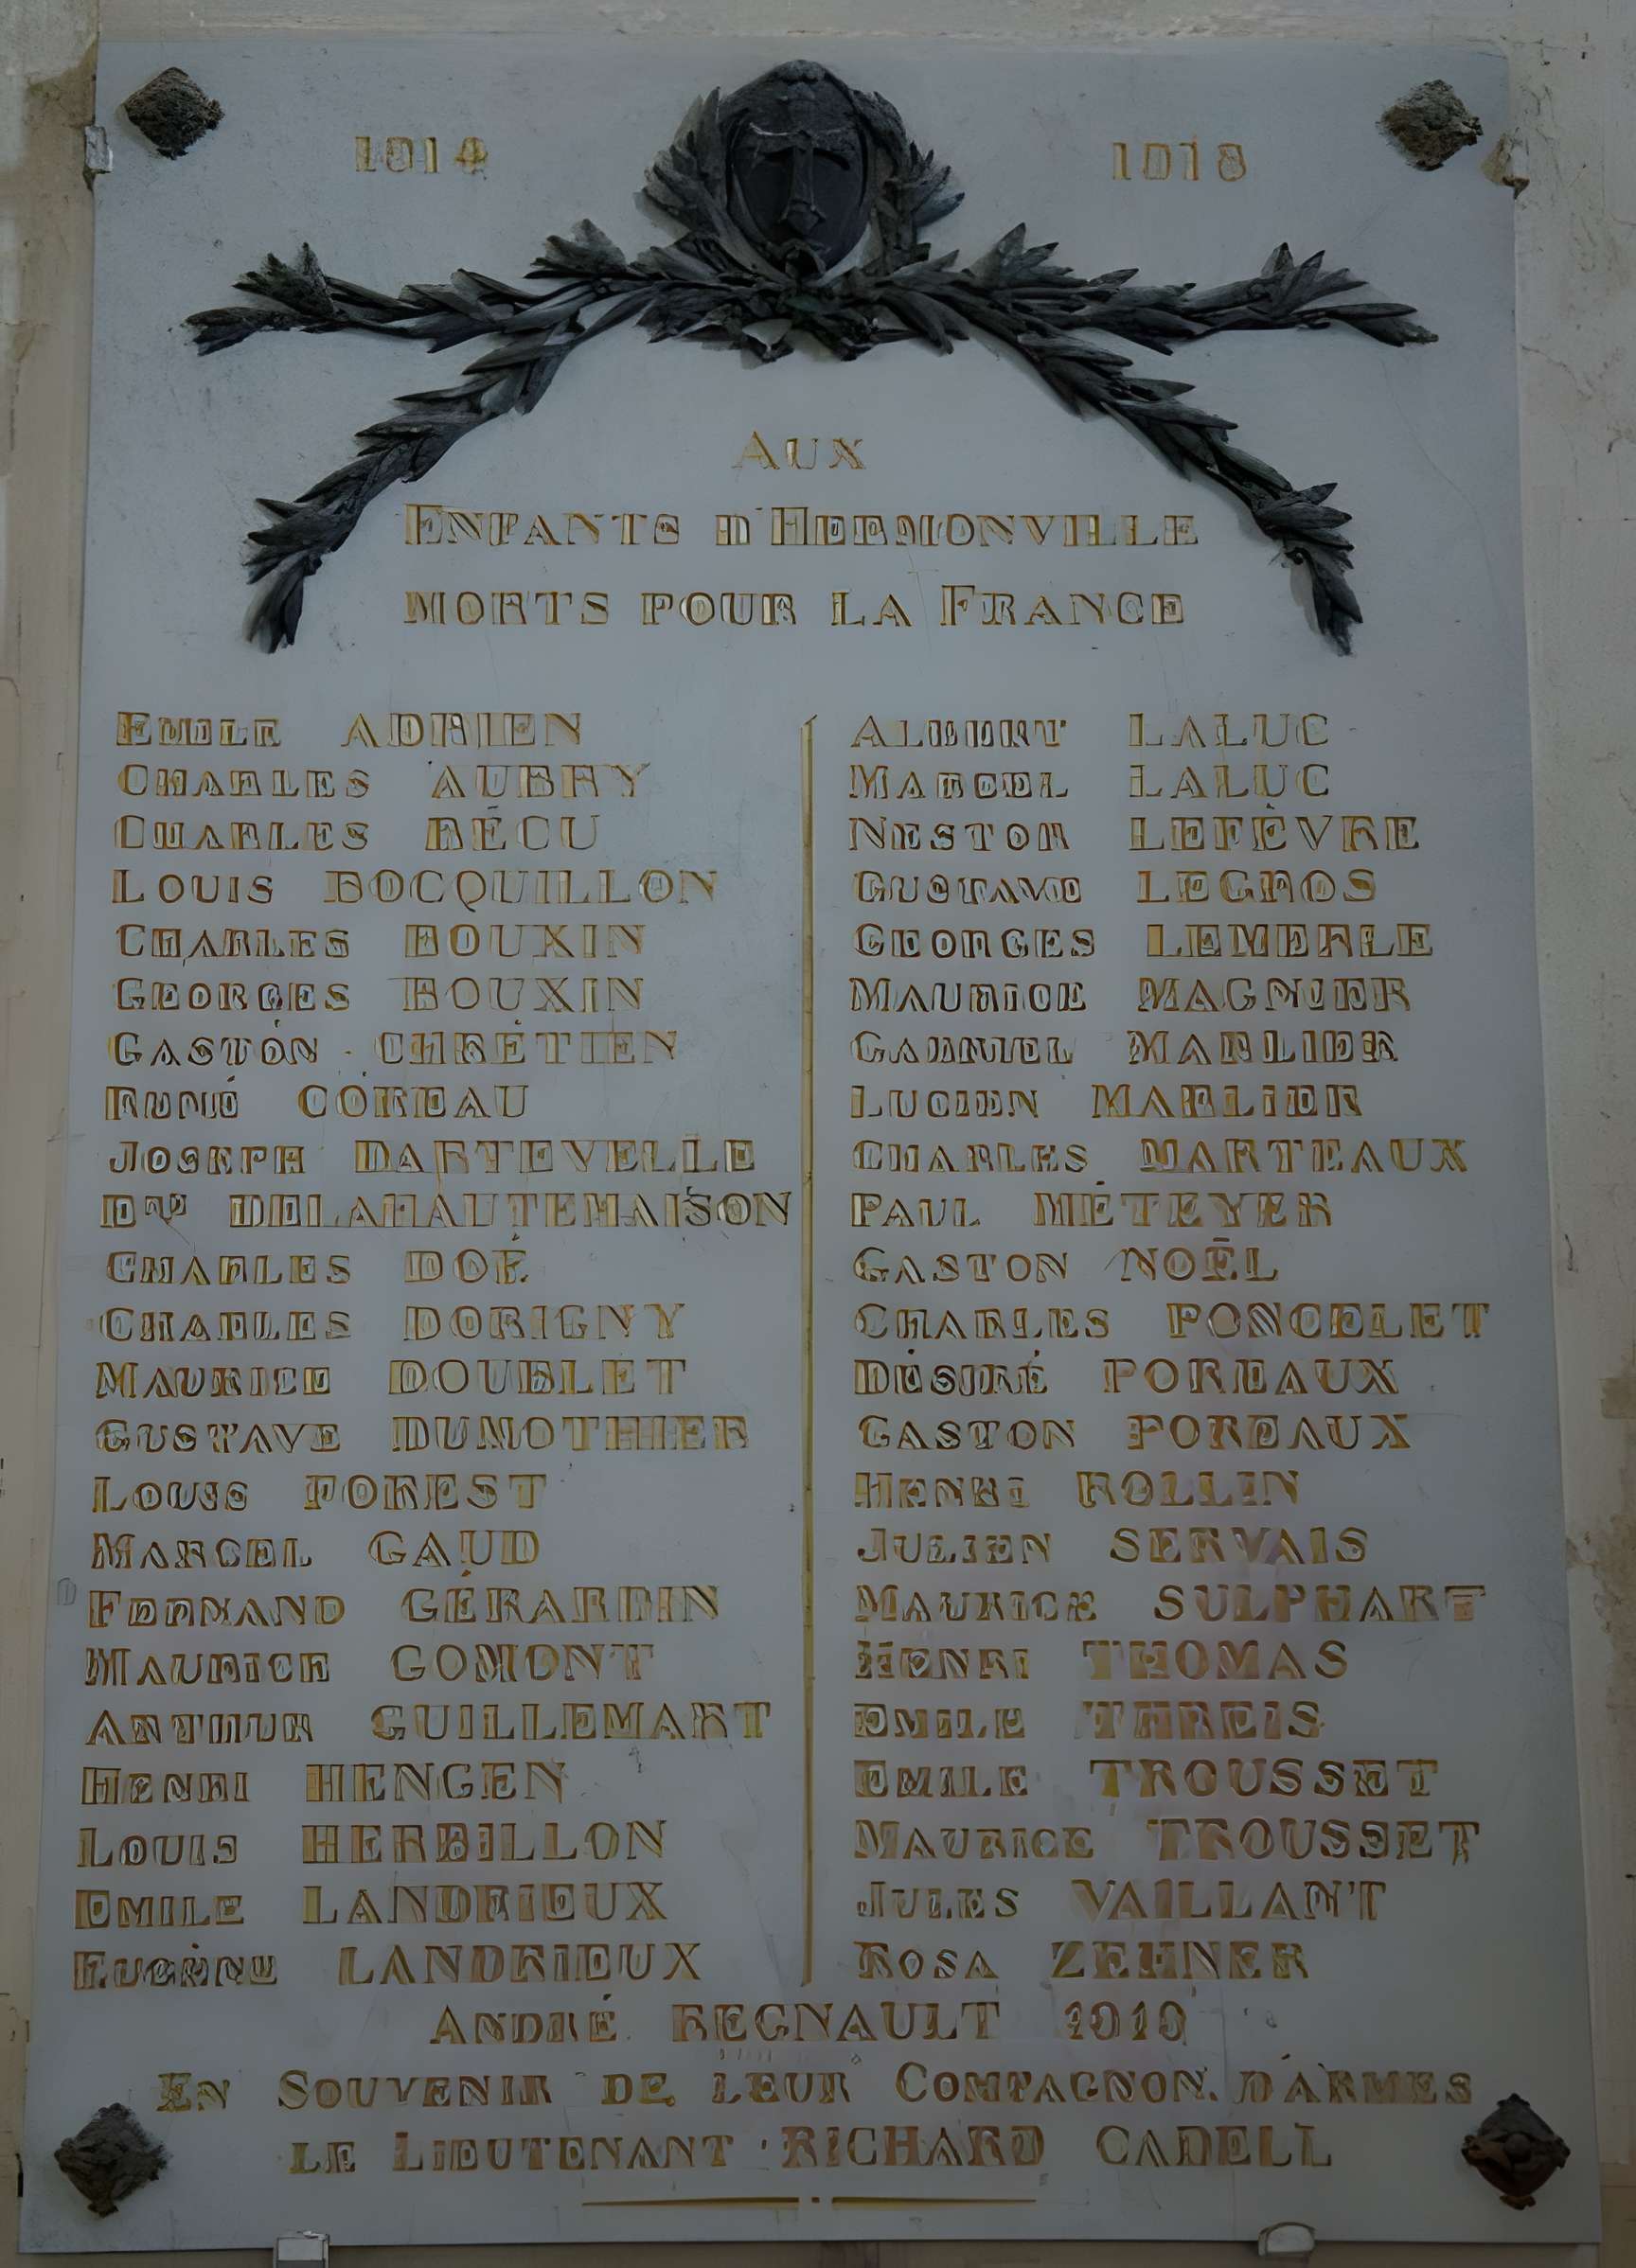 1914 1918
AUX
ENFANTS D'HERMONVILLE
MORTS POUR LA FRANCE
EMILE ADRIEN
CHARLES AUBRY
CHARLES BÉCU
LOUIS BOCQUILLON
CHARLES BOUXIN
GEORGES BOUXIN
GASTON CHRÉTIEN
RENÉ CORBAU
JOSEPH DARTEVELLE
DELAHAUTEMAISON
CHARLES DOÉ
CHARLES DORIGNY
MAURICE DOUBLET
GUSTAVE DUMOTHIER
LOUIS FOREST
MARCEL GAUD
FERNAND GÉRARDIN
MAURICE GOMONT
ARTHUR GUILLEMART
HENRI HENGEN
LOUIS HERBILLON
EMILE LANDRIEUX
EUGÈNE LANDRIEUX
ALBERT LALUC
MARCEL LALUC
NESTOR LEFÈVRE
GUSTAVE LEGROS
GEORGES LEMERLE
MAURICE MAGNIER
GABRIEL MARLIER
LUCIEN MARLIER
CHARLES MARTEAUX
PAUL MÉTEYER
GASTON NOËL
CHARLES PONCELET
DÉSIRÉ POREAUX
GASTON
HENRI ROLLIN
JULIEN SERVAIS
MAURICE SULPHART
HENRI THOMAS
EMILE
EMILE TROUSSET
MAURICE TROUSSET
JULES VAILLANT
ROSA ZEHNER
ANDRÉ REGNAULT
EN SOUVENIR DE LEUR COMPAGNON D'ARMES
LE LIEUTENANT RICHARD CADELL